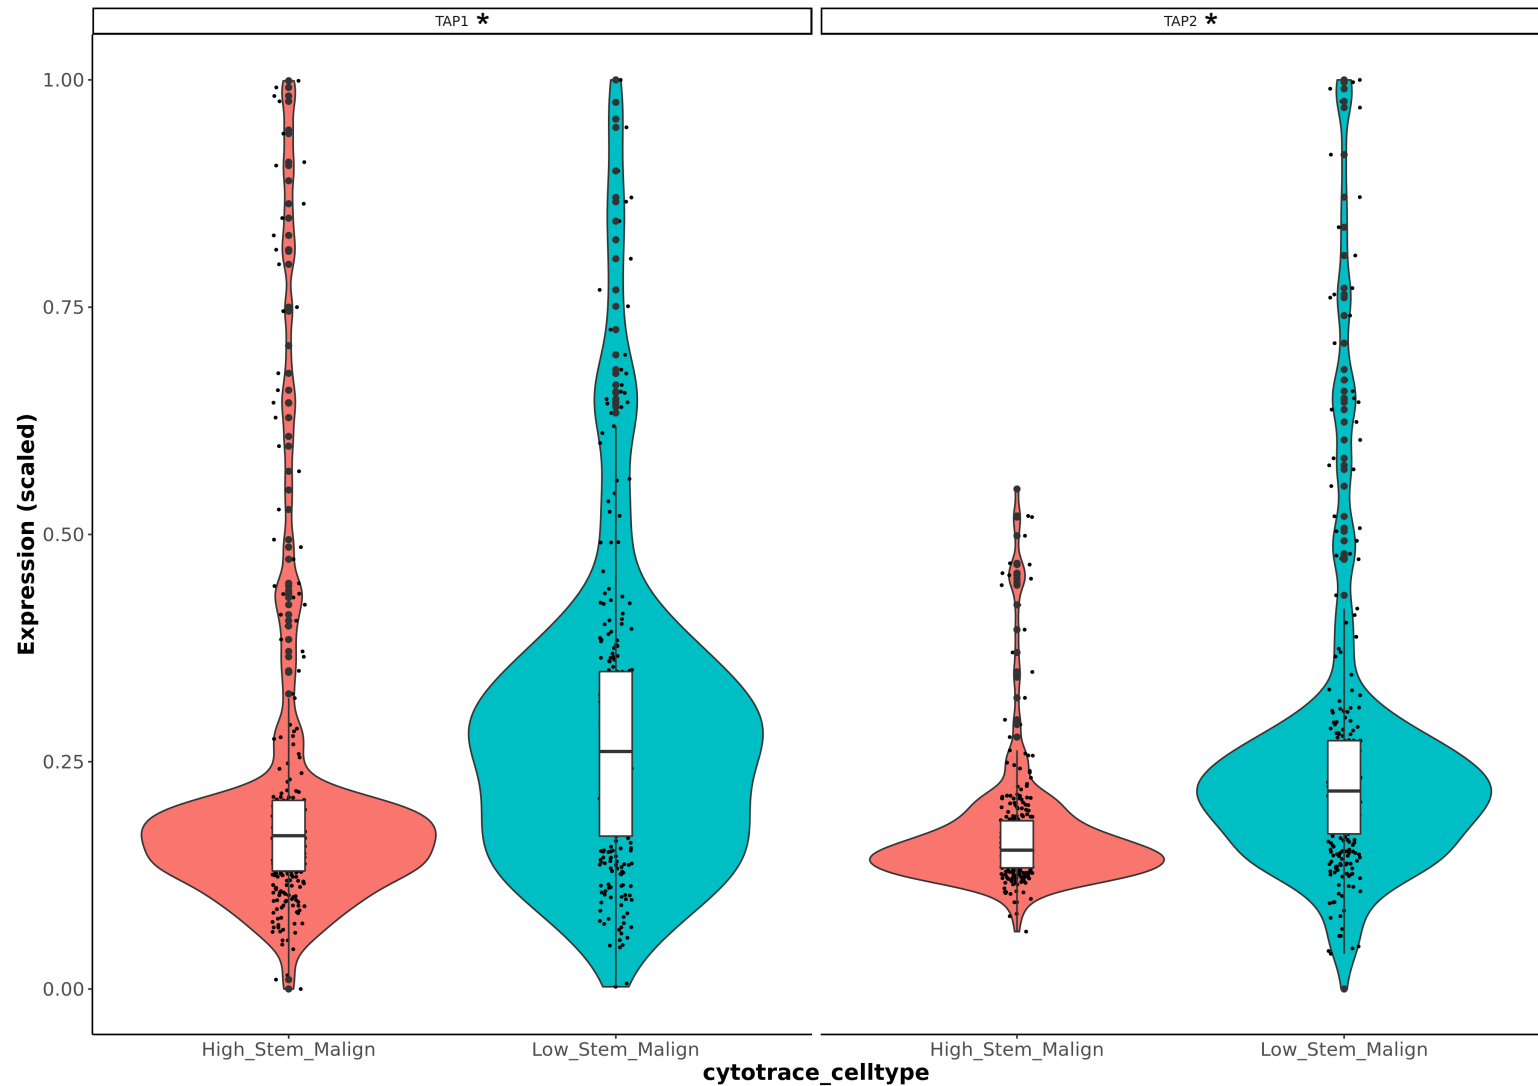 TAP1 *
TAP2 *
Expression (scaled)
1.00
0.75
0.50
0.25
0.00
High_Stem_Malign
Low_Stem_Malign
High_Stem_Malign
Low_Stem_Malign
cytotrace_celltype